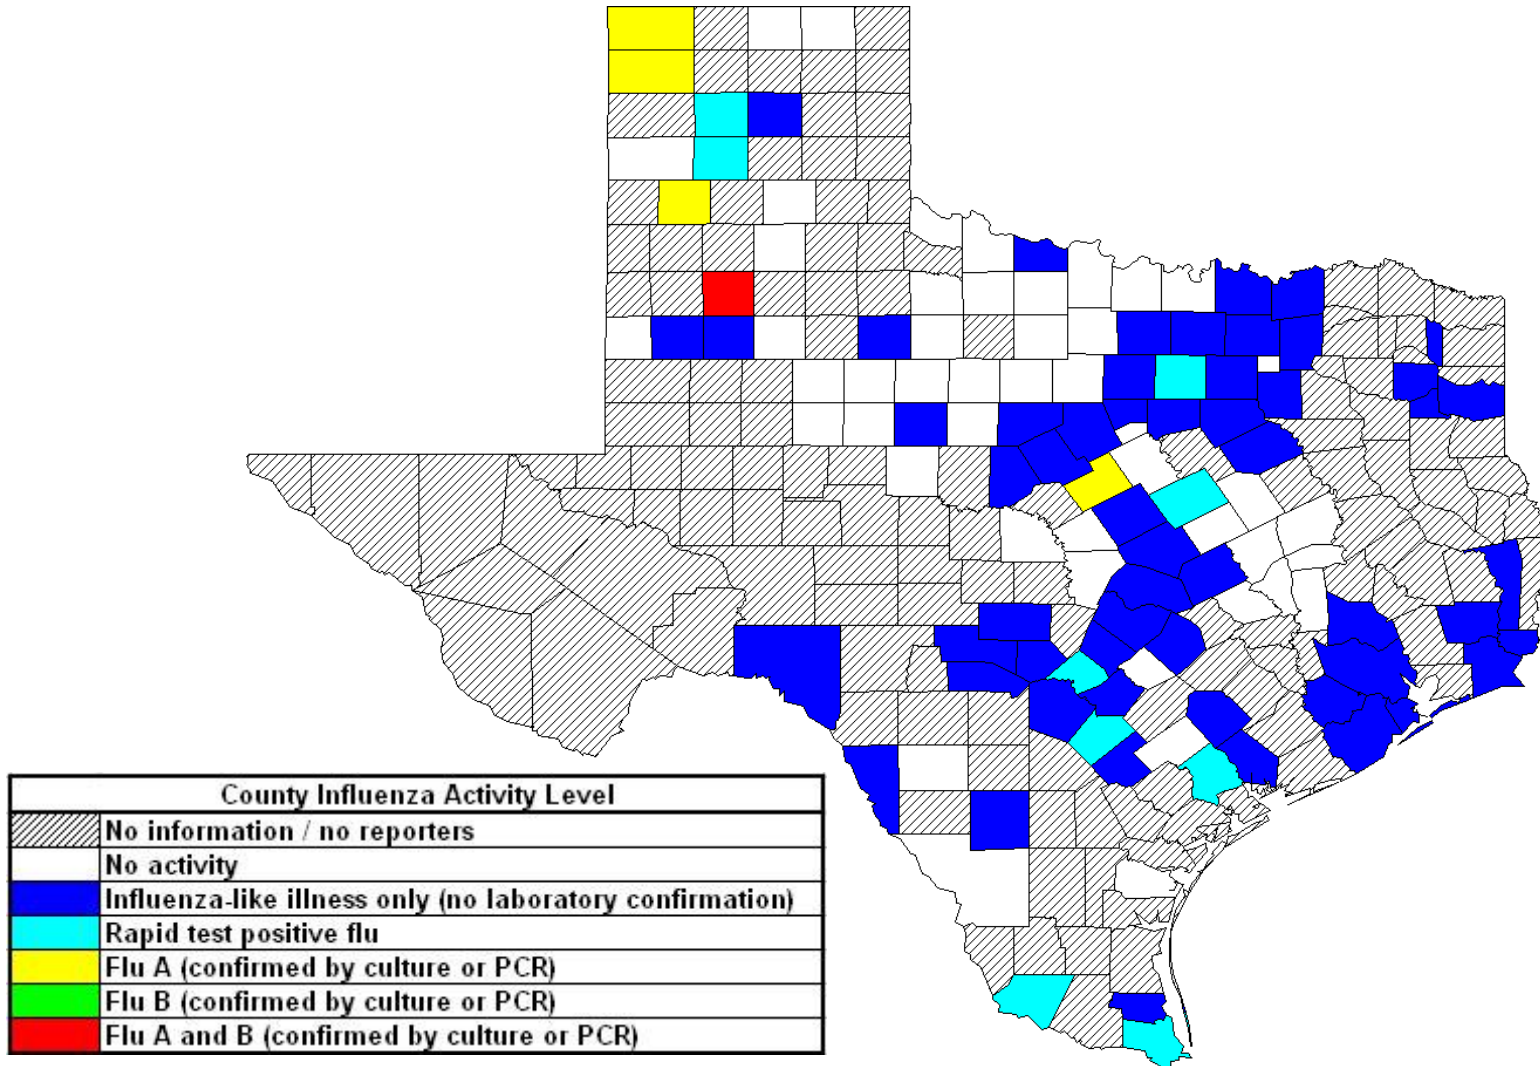 County Influenza Activity Level
No information / no reporters
No activity
Influenza-like illness only (no laboratory confirmation)
Rapid test positive flu
Flu A (confirmed by culture or PCR)
Flu B (confirmed by culture or PCR)
Flu A and B (confirmed by culture or PCR)